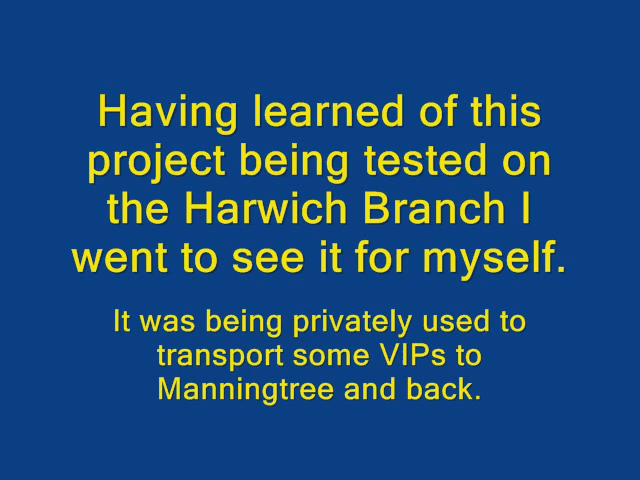 Having learned of this
project being tested on
the Harwich Branch I
went to see it for myself.
It was being privately used to
transport some VIPs to
Manningtree and back.